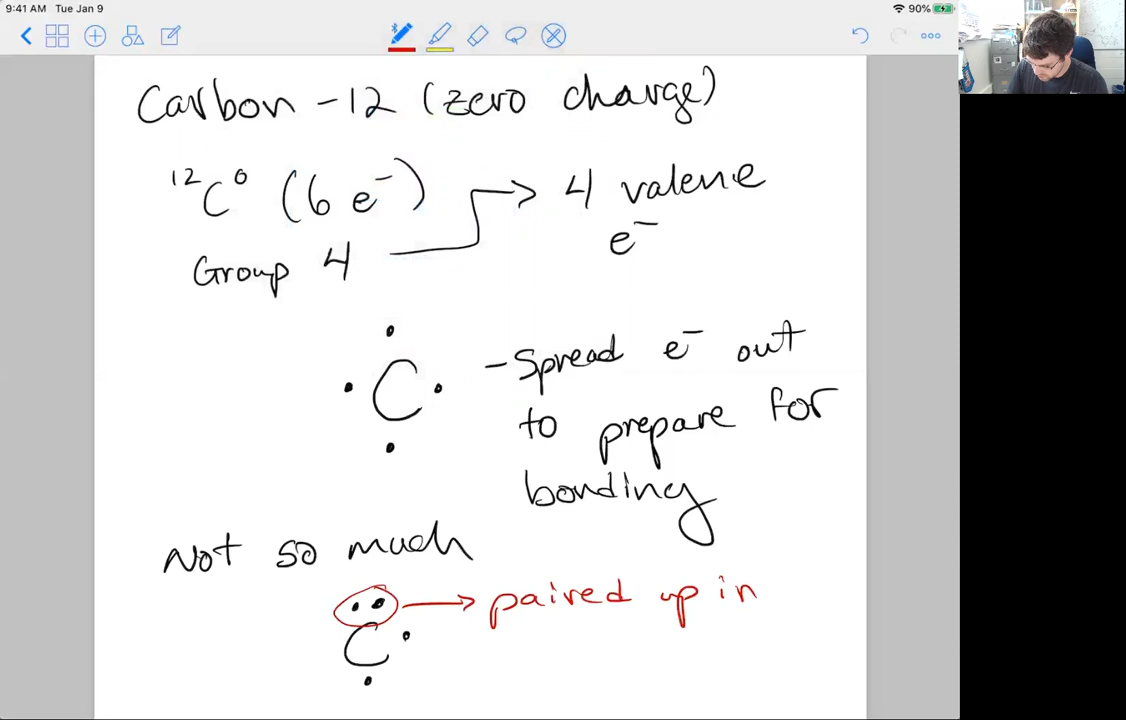 9:41 AM Tue Jan 9
90%
Carbon -12 (zero charge)
¹²C⁰ (6 e⁻) → 4 valene
e⁻
Group 4
C - Spread e⁻ out
to prepare for
bonding
Not so much
→ paired up in
C